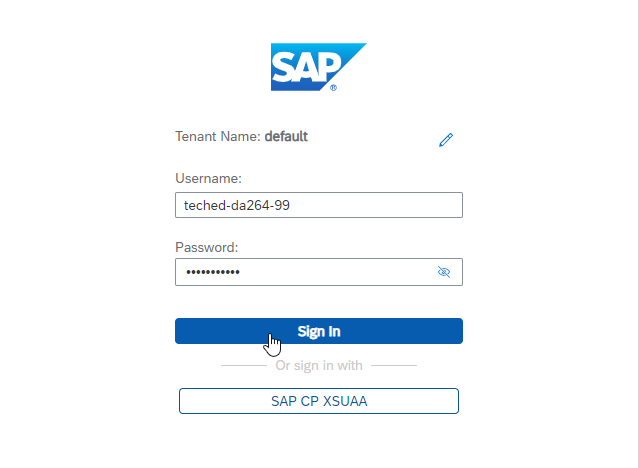 SAP®
Tenant Name: default
Username:
teched-da264-99
Password:
•••••••••••
Sign In
Or sign in with
SAP CP XSUAA